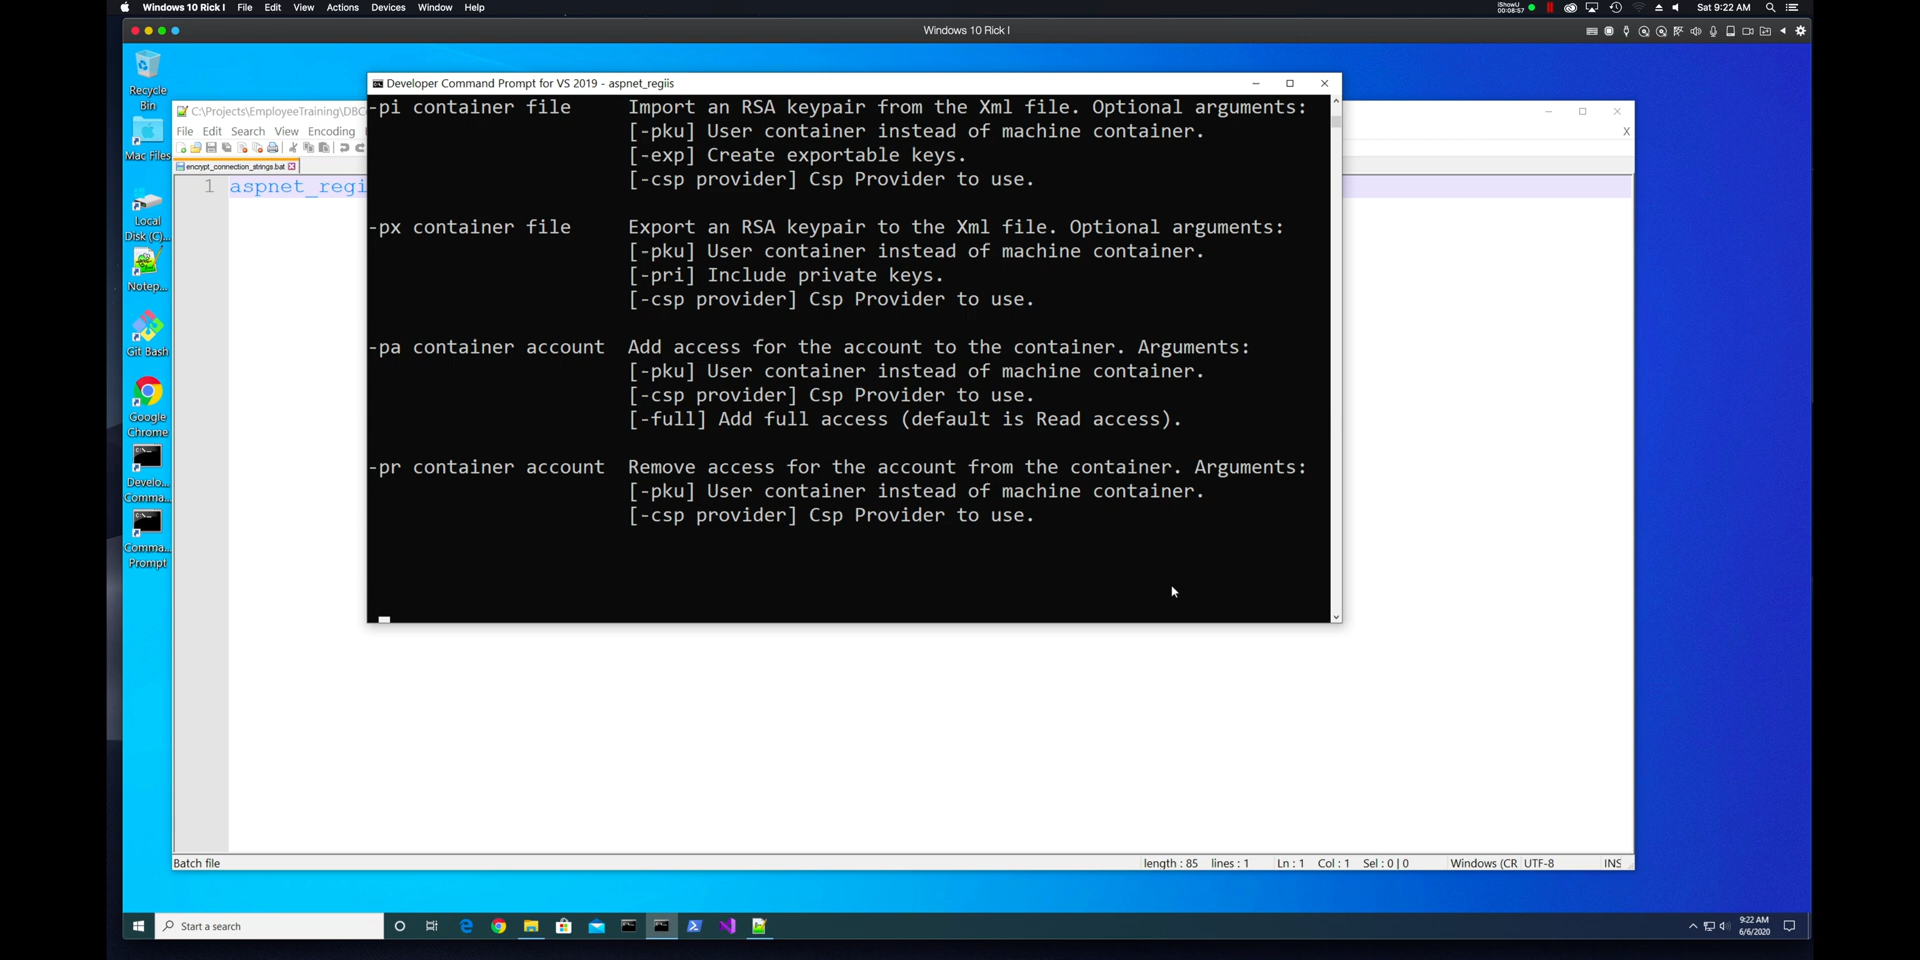 Windows 10 Rick I File Edit View Actions Devices Window Help
iShowU
00:08:57
Sat 9:22 AM
Windows 10 Rick I
Recycle
Bin
Mac Files
Local
Disk (C)...
Notep...
Git Bash
Google
Chrome
Develo...
Comma...
Comma...
Prompt
C:\Projects\EmployeeTraining\DBC
File Edit Search View Encoding
X
encrypt_connection_strings.bat
1 aspnet_regi
Developer Command Prompt for VS 2019 - aspnet_regiis
-pi container file Import an RSA keypair from the Xml file. Optional arguments:
[-pku] User container instead of machine container.
[-exp] Create exportable keys.
[-csp provider] Csp Provider to use.
-px container file Export an RSA keypair to the Xml file. Optional arguments:
[-pku] User container instead of machine container.
[-pri] Include private keys.
[-csp provider] Csp Provider to use.
-pa container account Add access for the account to the container. Arguments:
[-pku] User container instead of machine container.
[-csp provider] Csp Provider to use.
[-full] Add full access (default is Read access).
-pr container account Remove access for the account from the container. Arguments:
[-pku] User container instead of machine container.
[-csp provider] Csp Provider to use.
Batch file length : 85 lines : 1 Ln : 1 Col : 1 Sel : 0 | 0 Windows (CR UTF-8 INS
Start a search
9:22 AM
6/6/2020